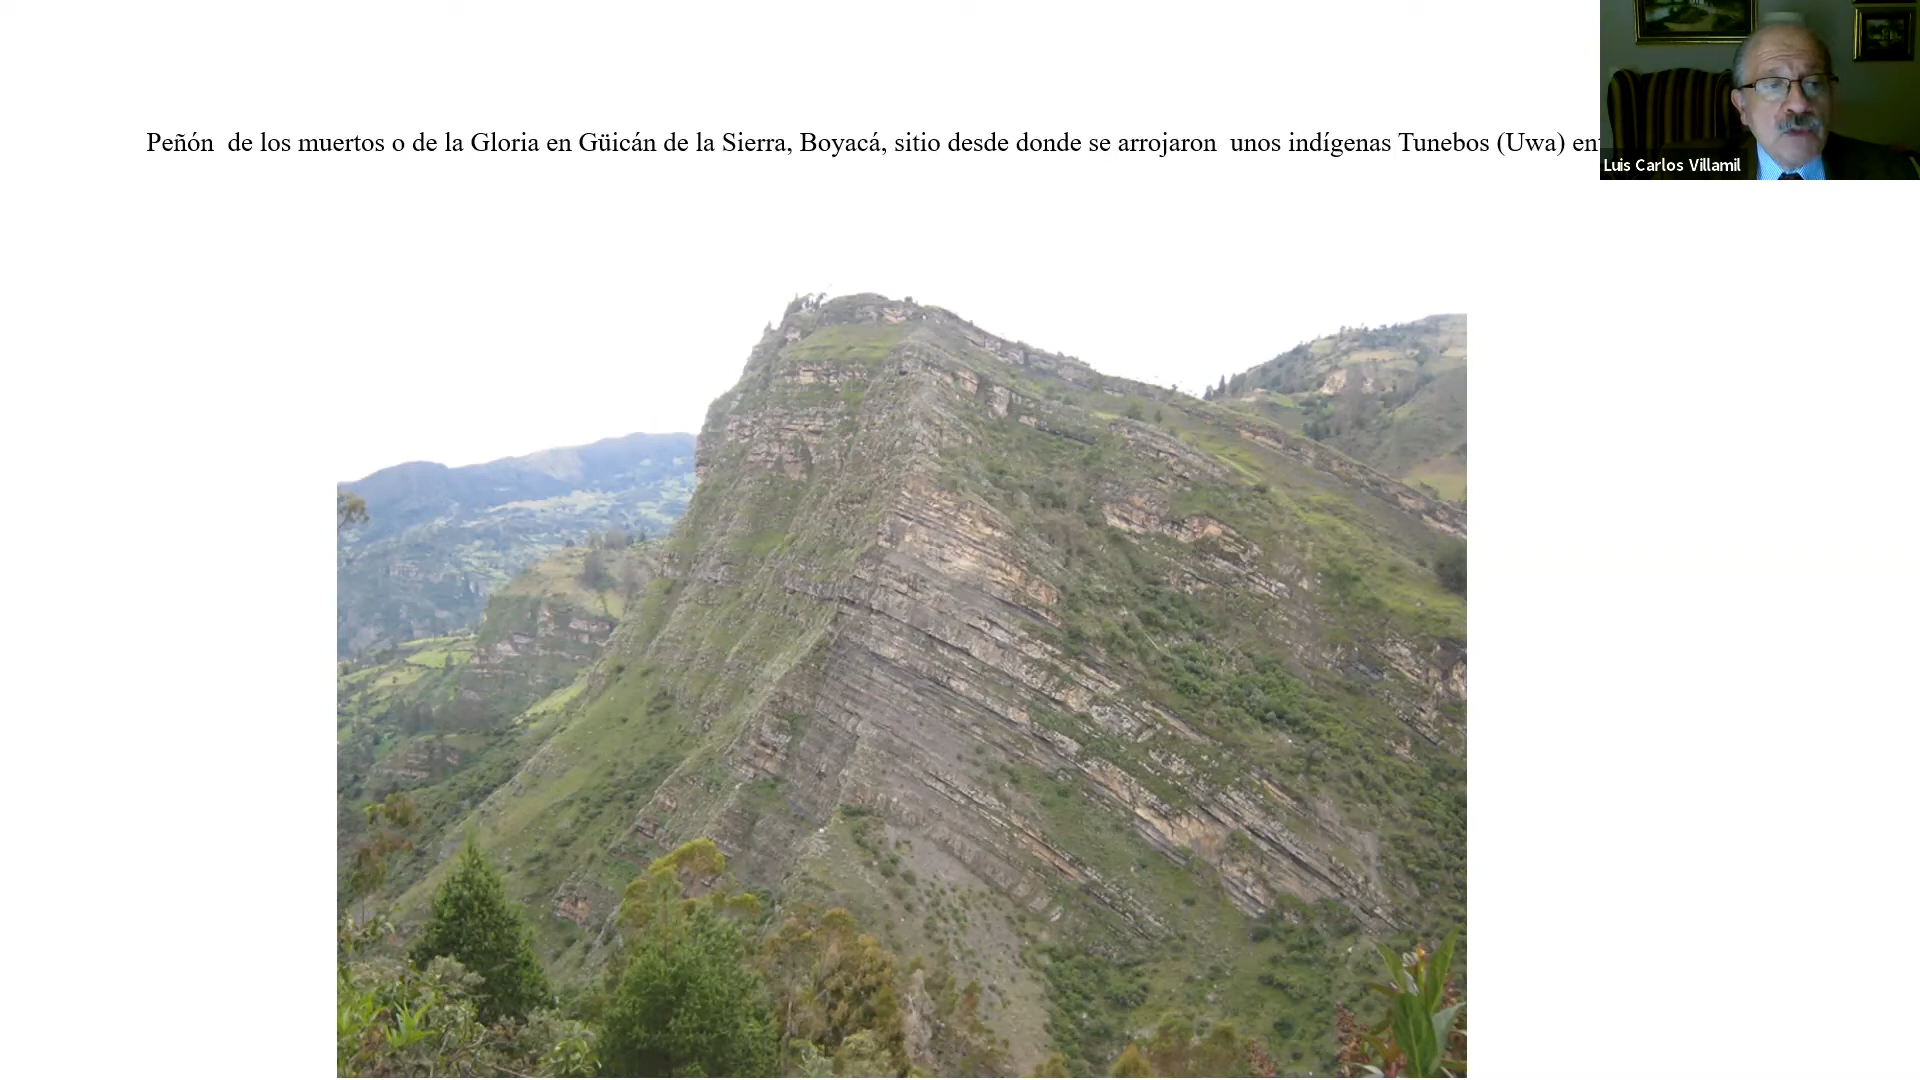 Peñón de los muertos o de la Gloria en Güicán de la Sierra, Boyacá, sitio desde donde se arrojaron unos indígenas Tunebos (Uwa)
Luis Carlos Villamil